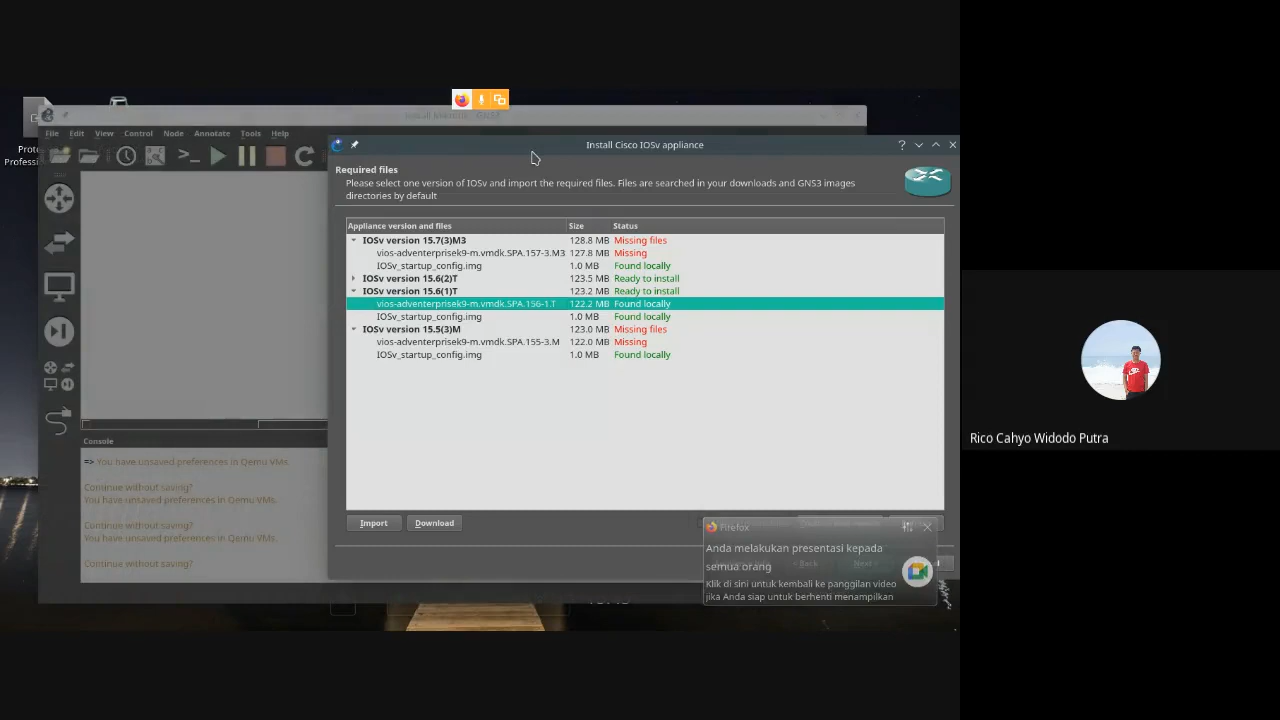 Install Cisco IOSv appliance
File Edit View Control Node Annotate Tools Help
Required files
Please select one version of IOSv and import the required files. Files are searched in your downloads and GNS3 images
directories by default
Appliance version and files Size Status
IOSv version 15.7(3)M3 128.8 MB Missing files
vios-adventerprisek9-m.vmdk.SPA.157-3.M3 127.8 MB Missing
IOSv_startup_config.img 1.0 MB Found locally
IOSv version 15.6(2)T 123.5 MB Ready to install
IOSv version 15.6(1)T 123.2 MB Ready to install
vios-adventerprisek9-m.vmdk.SPA.156-1.T 122.2 MB Found locally
IOSv_startup_config.img 1.0 MB Found locally
IOSv version 15.5(3)M 123.0 MB Missing files
vios-adventerprisek9-m.vmdk.SPA.155-3.M 122.0 MB Missing
IOSv_startup_config.img 1.0 MB Found locally
Import Download
Console
=> You have unsaved preferences in Qemu VMs.
Continue without saving?
You have unsaved preferences in Qemu VMs.
Continue without saving?
You have unsaved preferences in Qemu VMs.
Continue without saving?
Firefox
Anda melakukan presentasi kepada
semua orang
Klik di sini untuk kembali ke panggilan video
jika Anda siap untuk berhenti menampilkan
Rico Cahyo Widodo Putra